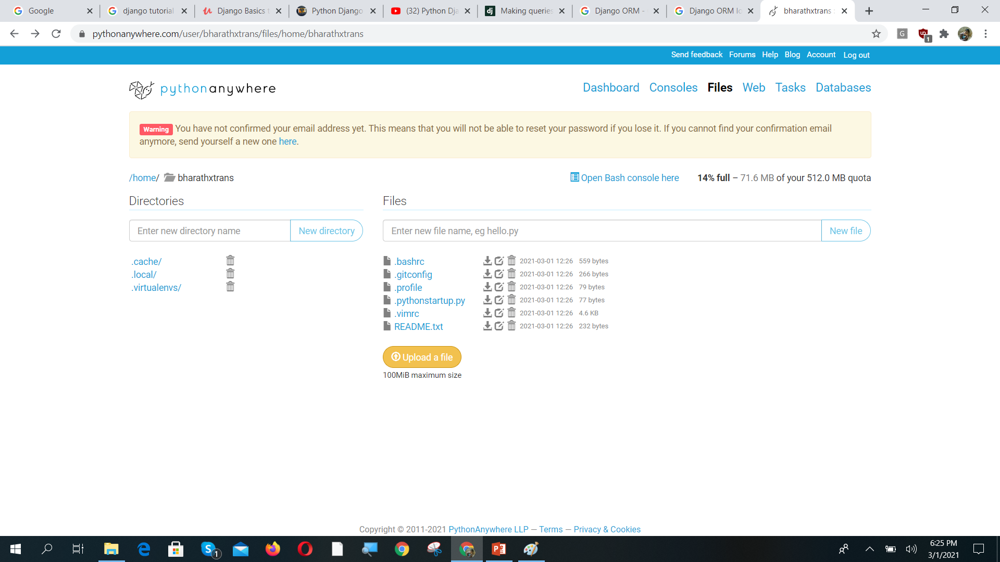 Google
django tutorial
Django Basics t
Python Django
(32) Python Dja
Making queries
Django ORM -
Django ORM lo
bharathxtrans
pythonanywhere.com/user/bharathxtrans/files/home/bharathxtrans
G
1
Send feedback Forums Help Blog Account Log out
pythonanywhere
Dashboard Consoles Files Web Tasks Databases
Warning You have not confirmed your email address yet. This means that you will not be able to reset your password if you lose it. If you cannot find your confirmation email
anymore, send yourself a new one here.
/home/ bharathxtrans
Open Bash console here 14% full – 71.6 MB of your 512.0 MB quota
Directories
Enter new directory name New directory
.cache/
.local/
.virtualenvs/
Files
Enter new file name, eg hello.py New file
.bashrc 2021-03-01 12:26 559 bytes
.gitconfig 2021-03-01 12:26 266 bytes
.profile 2021-03-01 12:26 79 bytes
.pythonstartup.py 2021-03-01 12:26 77 bytes
.vimrc 2021-03-01 12:26 4.6 KB
README.txt 2021-03-01 12:26 232 bytes
Upload a file
100MiB maximum size
Copyright © 2011-2021 PythonAnywhere LLP — Terms — Privacy & Cookies
1
6:25 PM
3/1/2021